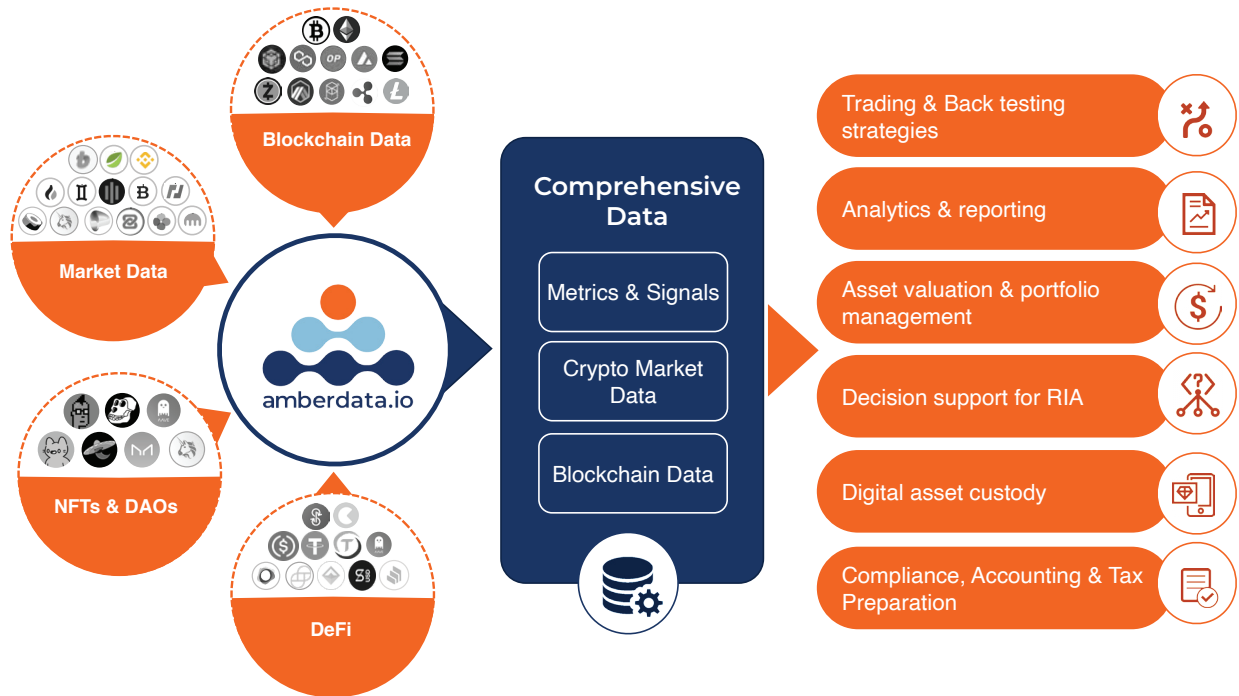 OP
Blockchain Data
Market Data
NFTs & DAOs
DeFi
amberdata.io
Comprehensive
Data
Metrics & Signals
Crypto Market
Data
Blockchain Data
Trading & Back testing
strategies
Analytics & reporting
Asset valuation & portfolio
management
Decision support for RIA
Digital asset custody
Compliance, Accounting & Tax
Preparation